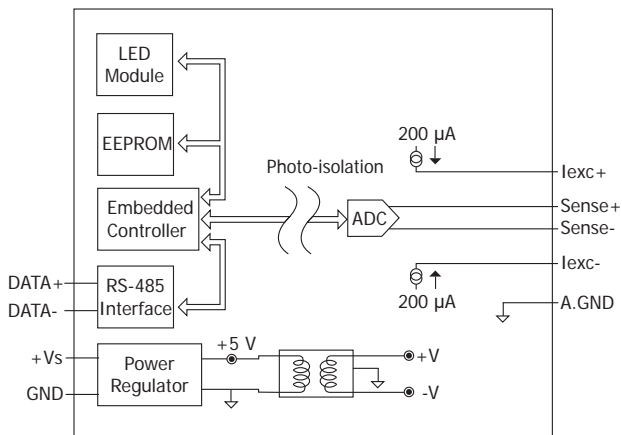 LED
Module
EEPROM
Embedded
Controller
RS-485
Interface
Power
Regulator
DATA+
DATA-
+Vs
GND
Photo-isolation
ADC
200 µA
200 µA
Iexc+
Sense+
Sense-
Iexc-
A.GND
+5 V
+V
-V